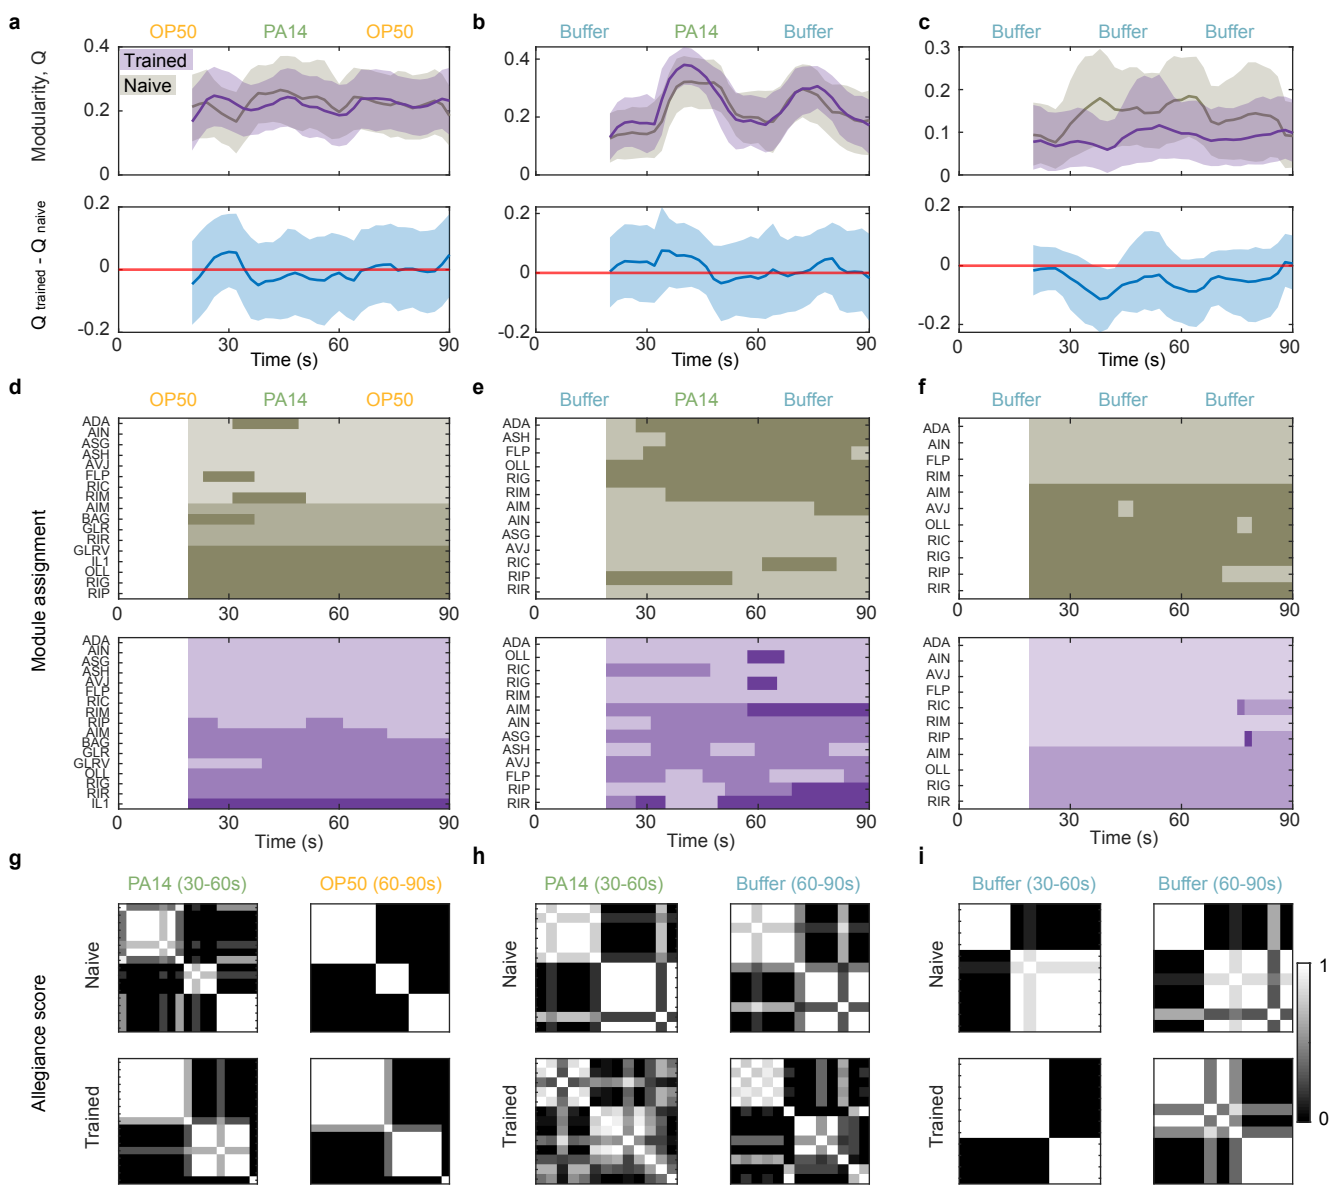 a
b
c
OP50 PA14 OP50
Buffer PA14 Buffer
Buffer Buffer Buffer
Modularity, Q
0.4
0.2
0
Trained
Naive
0.4
0.2
0
0.3
0.2
0.1
0
Q trained - Q naive
0.2
0
-0.2
0 30 60 90
Time (s)
0.2
0
-0.2
0 30 60 90
Time (s)
0.2
0
-0.2
0 30 60 90
Time (s)
d
e
f
OP50 PA14 OP50
Buffer PA14 Buffer
Buffer Buffer Buffer
Module assignment
ADA
AIN
ASG
ASH
AVJ
FLP
RIC
RIM
AIM
BAG
GLR
RIR
GLRV
IL1
OLL
RIG
RIP
0 30 60 90
ADA
ASH
FLP
OLL
RIG
RIM
AIM
AIN
ASG
AVJ
RIC
RIP
RIR
0 30 60 90
ADA
AIN
FLP
RIM
AIM
AVJ
OLL
RIC
RIG
RIP
RIR
0 30 60 90
ADA
AIN
ASG
ASH
AVJ
FLP
RIC
RIM
RIP
AIM
BAG
GLR
GLRV
OLL
RIG
RIR
IL1
0 30 60 90
Time (s)
ADA
OLL
RIC
RIG
RIM
AIM
AIN
ASG
ASH
AVJ
FLP
RIP
RIR
0 30 60 90
Time (s)
ADA
AIN
AVJ
FLP
RIC
RIM
RIP
AIM
OLL
RIG
RIR
0 30 60 90
Time (s)
g
h
i
PA14 (30-60s) OP50 (60-90s)
PA14 (30-60s) Buffer (60-90s)
Buffer (30-60s) Buffer (60-90s)
Allegiance score
Naive
Trained
Naive
Trained
Naive
Trained
1
0